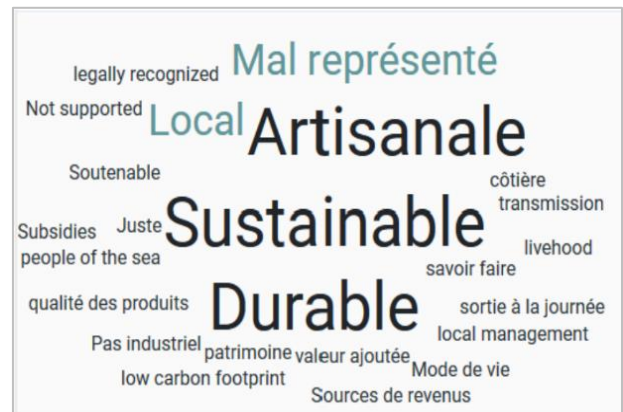 Mal représenté
legally recognized
Not supported
Local
Artisanale
Soutenable
côtière
transmission
Sustainable
Juste
Subsidies
people of the sea
livehood
savoir faire
qualité des produits
Durable
sortie à la journée
local management
Pas industriel
patrimoine
valeur ajoutée
Mode de vie
low carbon footprint
Sources de revenus